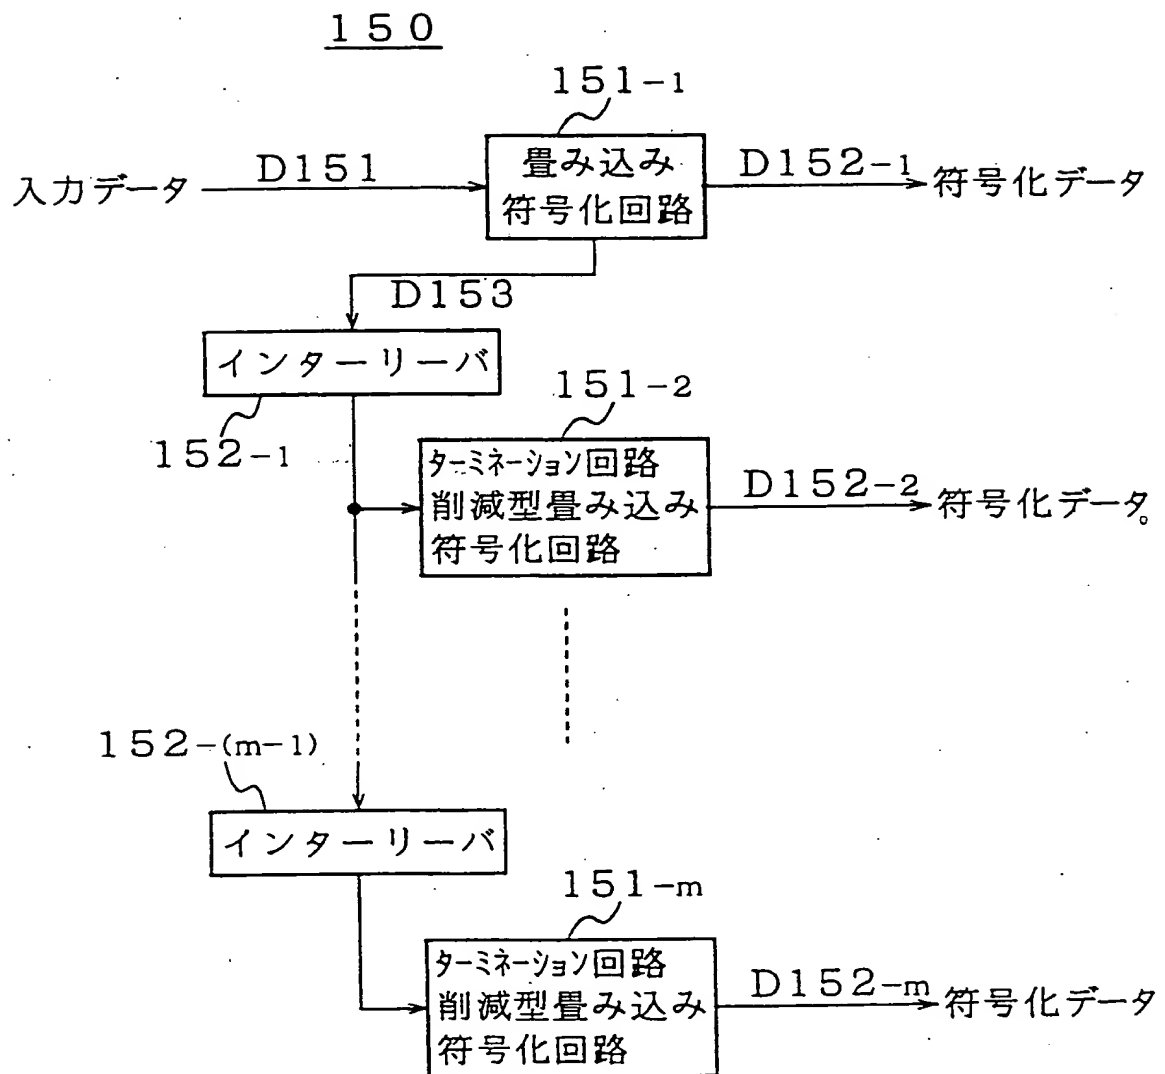 150
151-1
入力データ
D151
畳み込み
符号化回路
D152-1
符号化データ
D153
インターリーバ
152-1
151-2
ターミネーション回路
削減型畳み込み
符号化回路
D152-2
符号化データ
152-(m-1)
インターリーバ
151-m
ターミネーション回路
削減型畳み込み
符号化回路
D152-m
符号化データ